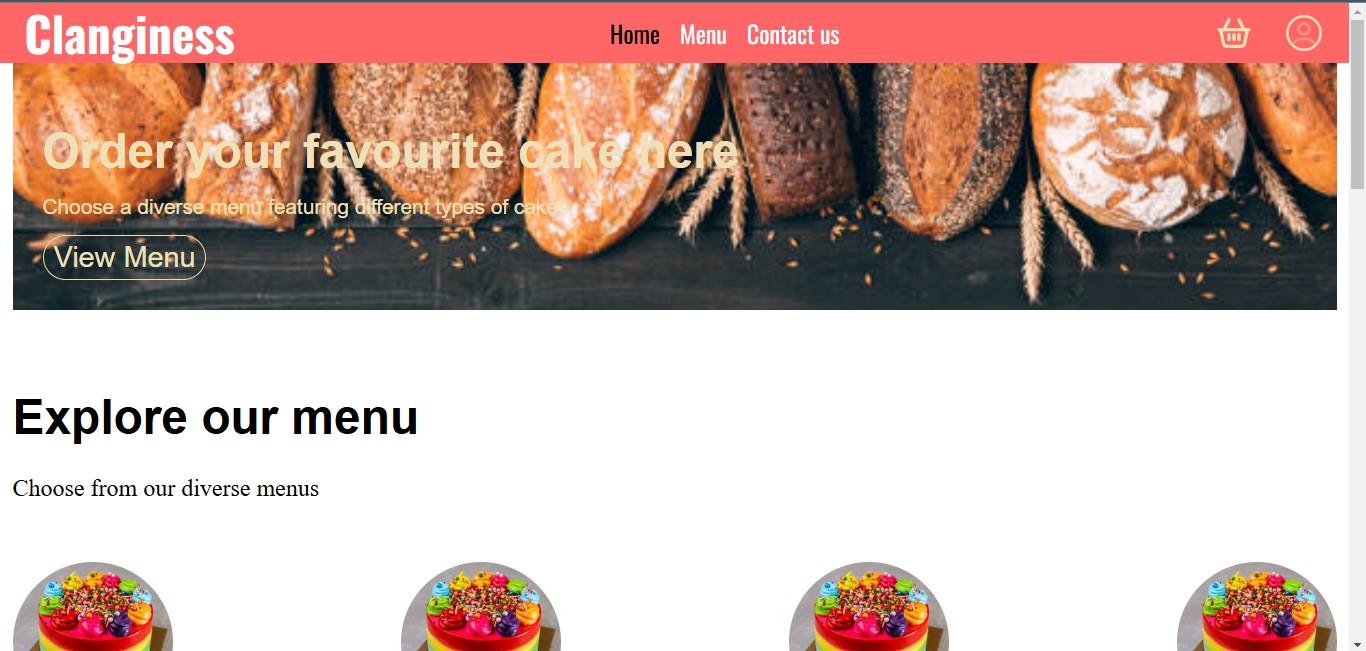 Clanginess
Home Menu Contact us
Order your favourite cake here
Choose a diverse menu featuring different types of cakes
View Menu
Explore our menu
Choose from our diverse menus